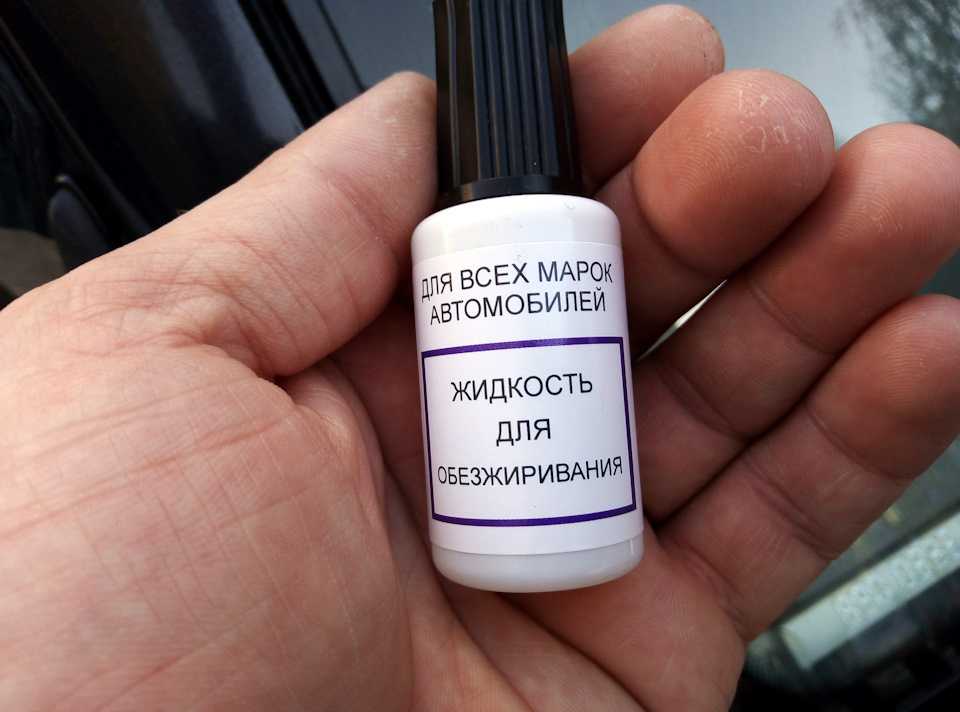 ДЛЯ ВСЕХ МАРОК
АВТОМОБИЛЕЙ
ЖИДКОСТЬ
ДЛЯ
ОБЕЗЖИРИВАНИЯ